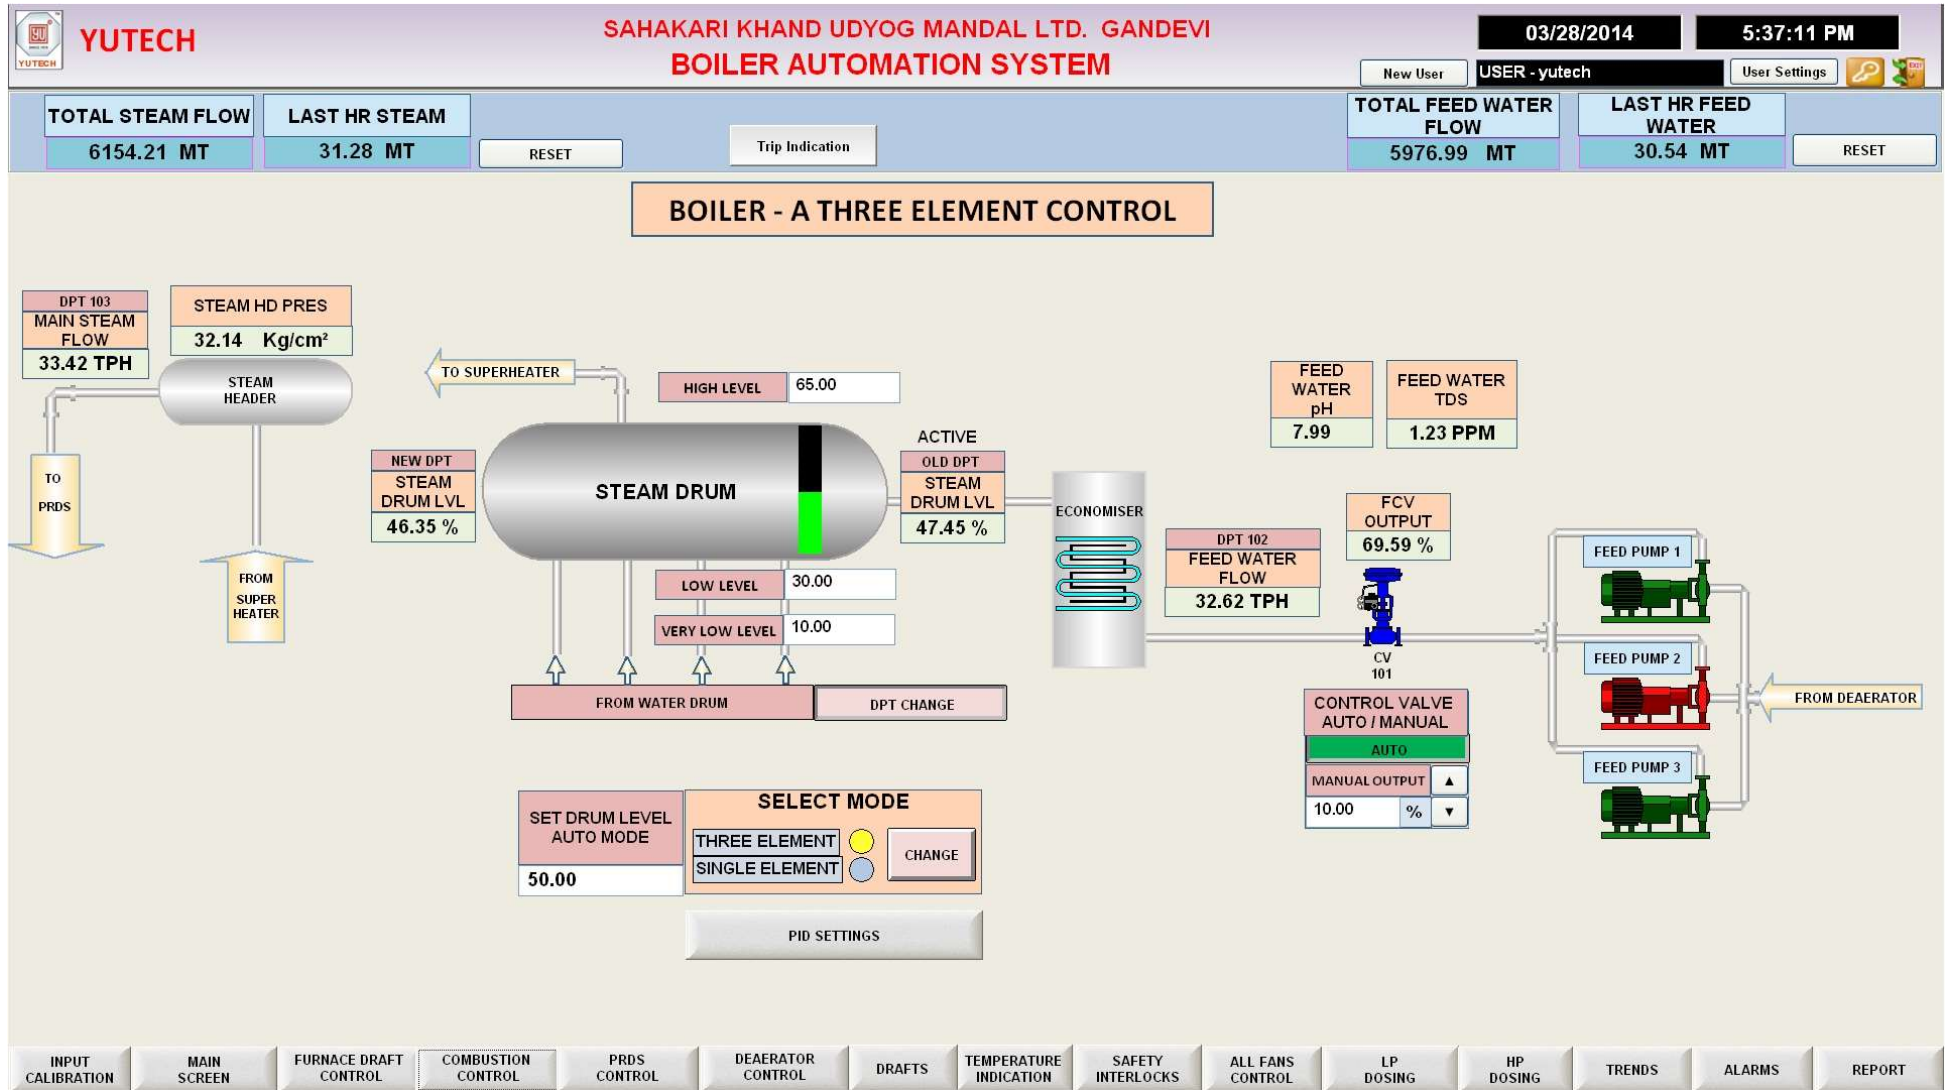 YUTECH
YUTECH
SAHAKARI KHAND UDYOG MANDAL LTD. GANDEVI
BOILER AUTOMATION SYSTEM
03/28/2014
5:37:11 PM
New User
USER - yutech
User Settings
EXIT
TOTAL STEAM FLOW
6154.21 MT
LAST HR STEAM
31.28 MT
RESET
Trip Indication
TOTAL FEED WATER
FLOW
5976.99 MT
LAST HR FEED
WATER
30.54 MT
RESET
BOILER - A THREE ELEMENT CONTROL
DPT 103
MAIN STEAM
FLOW
33.42 TPH
STEAM HD PRES
32.14 Kg/cm²
STEAM
HEADER
TO
PRDS
FROM
SUPER
HEATER
TO SUPERHEATER
HIGH LEVEL
65.00
NEW DPT
STEAM
DRUM LVL
46.35 %
STEAM DRUM
ACTIVE
OLD DPT
STEAM
DRUM LVL
47.45 %
LOW LEVEL
30.00
VERY LOW LEVEL
10.00
FROM WATER DRUM
DPT CHANGE
ECONOMISER
FEED
WATER
pH
7.99
FEED WATER
TDS
1.23 PPM
DPT 102
FEED WATER
FLOW
32.62 TPH
FCV
OUTPUT
69.59 %
CV
101
CONTROL VALVE
AUTO / MANUAL
AUTO
MANUAL OUTPUT
▲
10.00
%
▼
FEED PUMP 1
FEED PUMP 2
FEED PUMP 3
FROM DEAERATOR
SET DRUM LEVEL
AUTO MODE
50.00
SELECT MODE
THREE ELEMENT
SINGLE ELEMENT
CHANGE
PID SETTINGS
INPUT
CALIBRATION
MAIN
SCREEN
FURNACE DRAFT
CONTROL
COMBUSTION
CONTROL
PRDS
CONTROL
DEAERATOR
CONTROL
DRAFTS
TEMPERATURE
INDICATION
SAFETY
INTERLOCKS
ALL FANS
CONTROL
LP
DOSING
HP
DOSING
TRENDS
ALARMS
REPORT